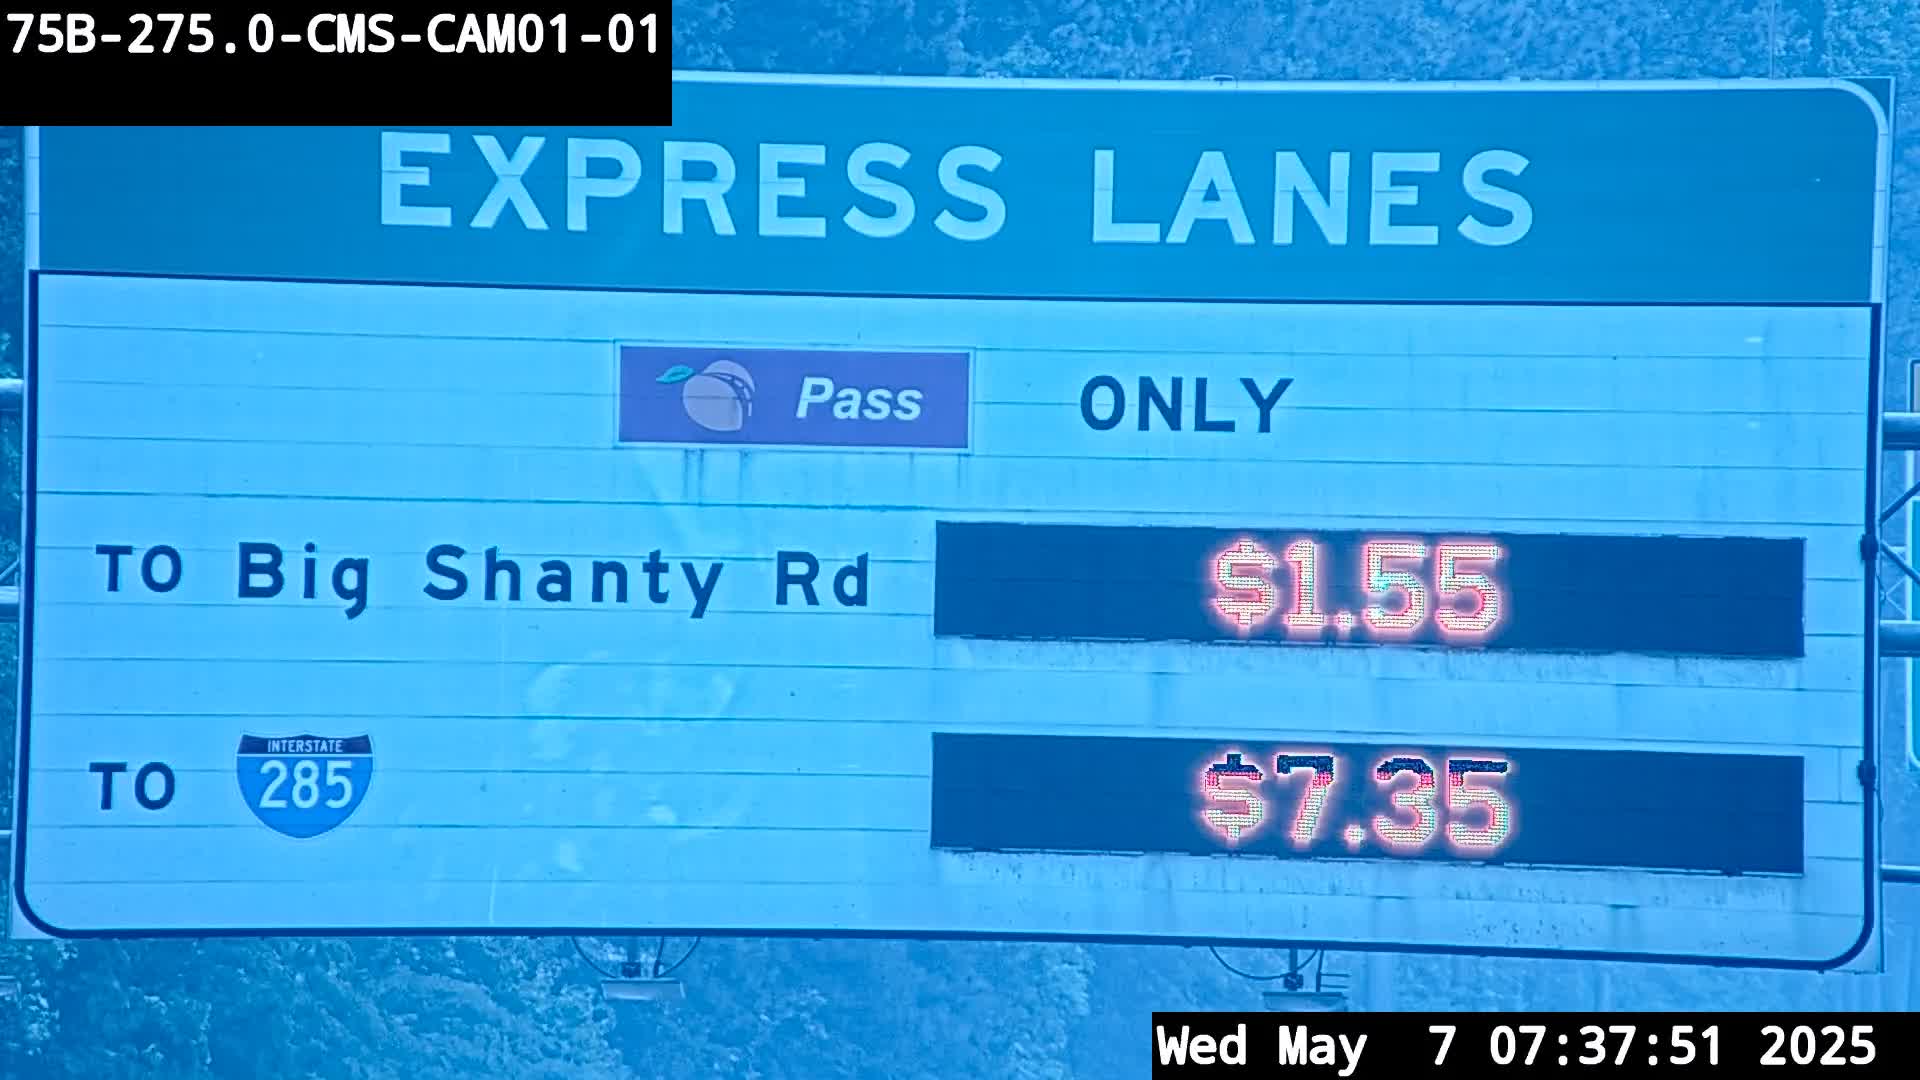 75B-275.0-CMS-CAM01-01
EXPRESS LANES
Pass ONLY
TO Big Shanty Rd $1.55
INTERSTATE
TO 285 $7.35
Wed May 7 07:37:51 2025